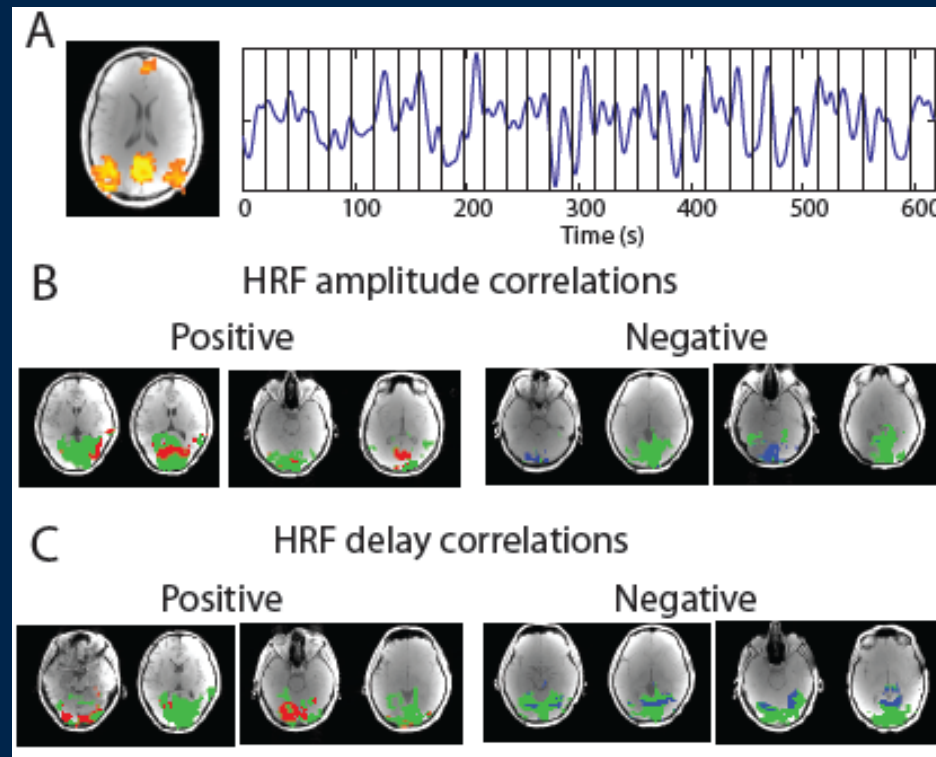 A
0 100 200 300 400 500 600
Time (s)
B
HRF amplitude correlations
Positive Negative
C
HRF delay correlations
Positive Negative